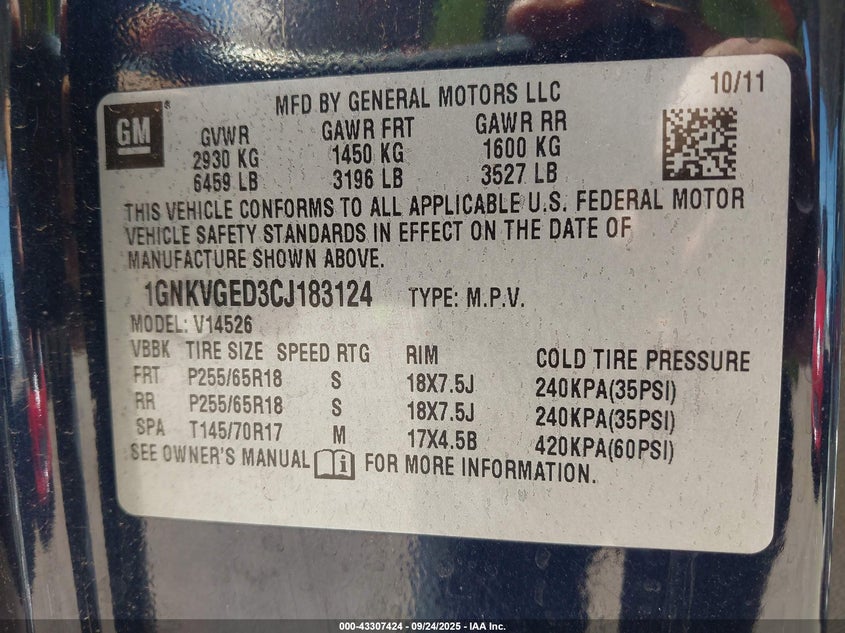 10/11
GM
MFD BY GENERAL MOTORS LLC
GVWR GAWR FRT GAWR RR
2930 KG 1450 KG 1600 KG
6459 LB 3196 LB 3527 LB
THIS VEHICLE CONFORMS TO ALL APPLICABLE U.S. FEDERAL MOTOR
VEHICLE SAFETY STANDARDS IN EFFECT ON THE DATE OF
MANUFACTURE SHOWN ABOVE.
1GNKVGED3CJ183124 TYPE: M.P.V.
MODEL: V14526
VBBK TIRE SIZE SPEED RTG RIM COLD TIRE PRESSURE
FRT P255/65R18 S 18X7.5J 240KPA(35PSI)
RR P255/65R18 S 18X7.5J 240KPA(35PSI)
SPA T145/70R17 M 17X4.5B 420KPA(60PSI)
SEE OWNER'S MANUAL i FOR MORE INFORMATION.
000-43307424 - 09/24/2025 - IAA Inc.